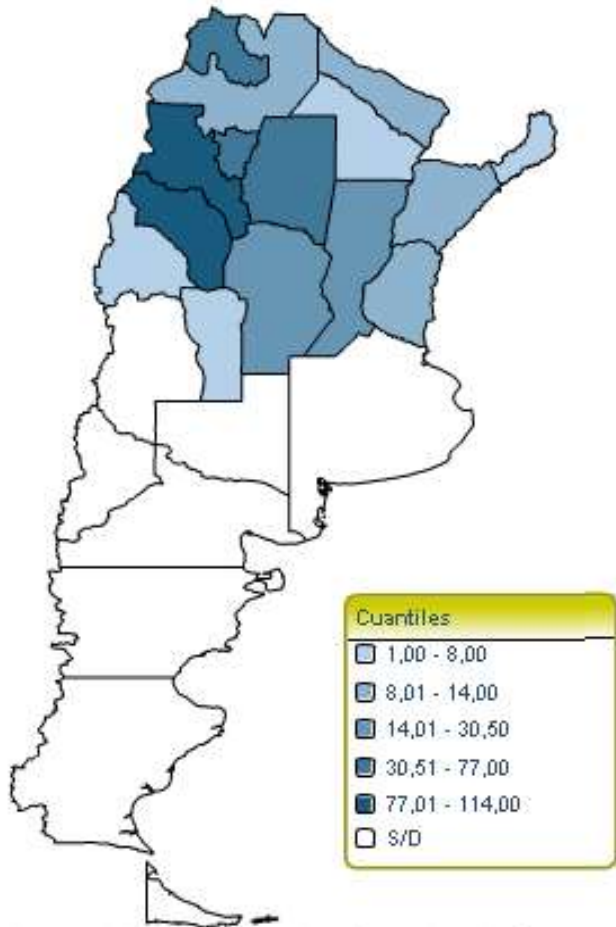 Cuantiles
1,00 - 8,00
8,01 - 14,00
14,01 - 30,50
30,51 - 77,00
77,01 - 114,00
S/D